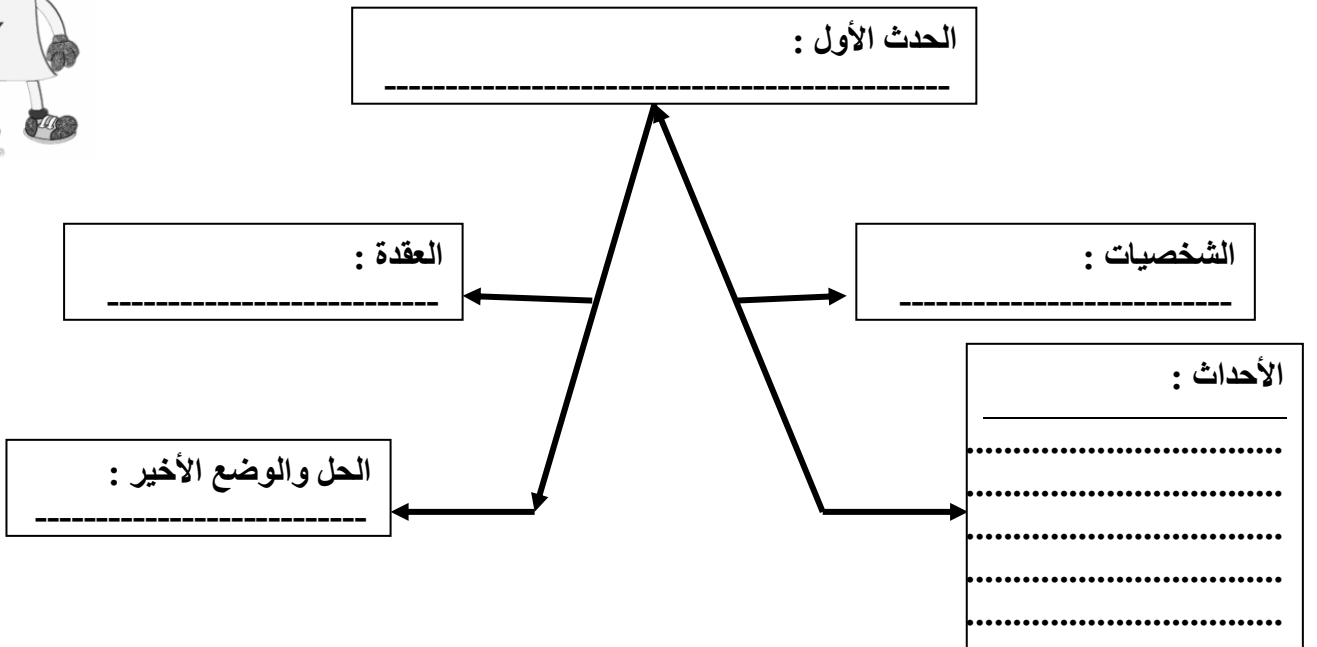 الحدث الأول :
----------------------------------------------
الشخصيات :
---------------------------
العقدة :
---------------------------
الأحداث :
................................
................................
................................
................................
................................
الحل والوضع الأخير :
---------------------------